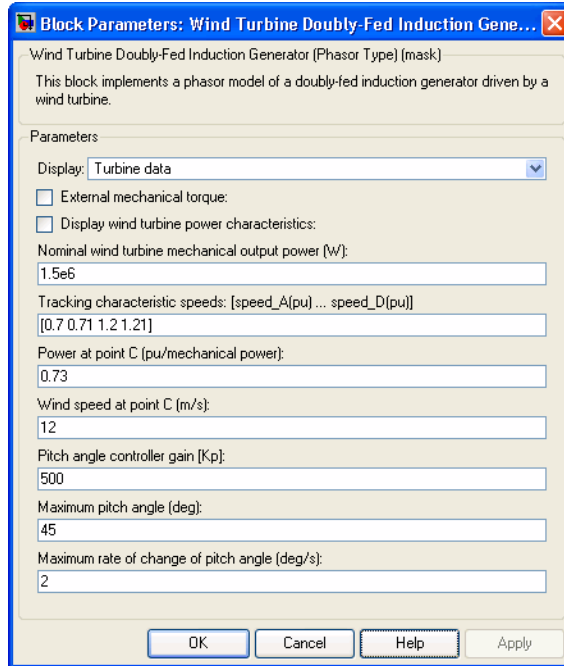 Block Parameters: Wind Turbine Doubly-Fed Induction Gene...
Wind Turbine Doubly-Fed Induction Generator (Phasor Type) (mask)
This block implements a phasor model of a doubly-fed induction generator driven by a
wind turbine.
Parameters
Display: Turbine data
External mechanical torque:
Display wind turbine power characteristics:
Nominal wind turbine mechanical output power (W):
1.5e6
Tracking characteristic speeds: [speed_A(pu) ... speed_D(pu)]
[0.7 0.71 1.2 1.21]
Power at point C (pu/mechanical power):
0.73
Wind speed at point C (m/s):
12
Pitch angle controller gain [Kp]:
500
Maximum pitch angle (deg):
45
Maximum rate of change of pitch angle (deg/s):
2
OK Cancel Help Apply